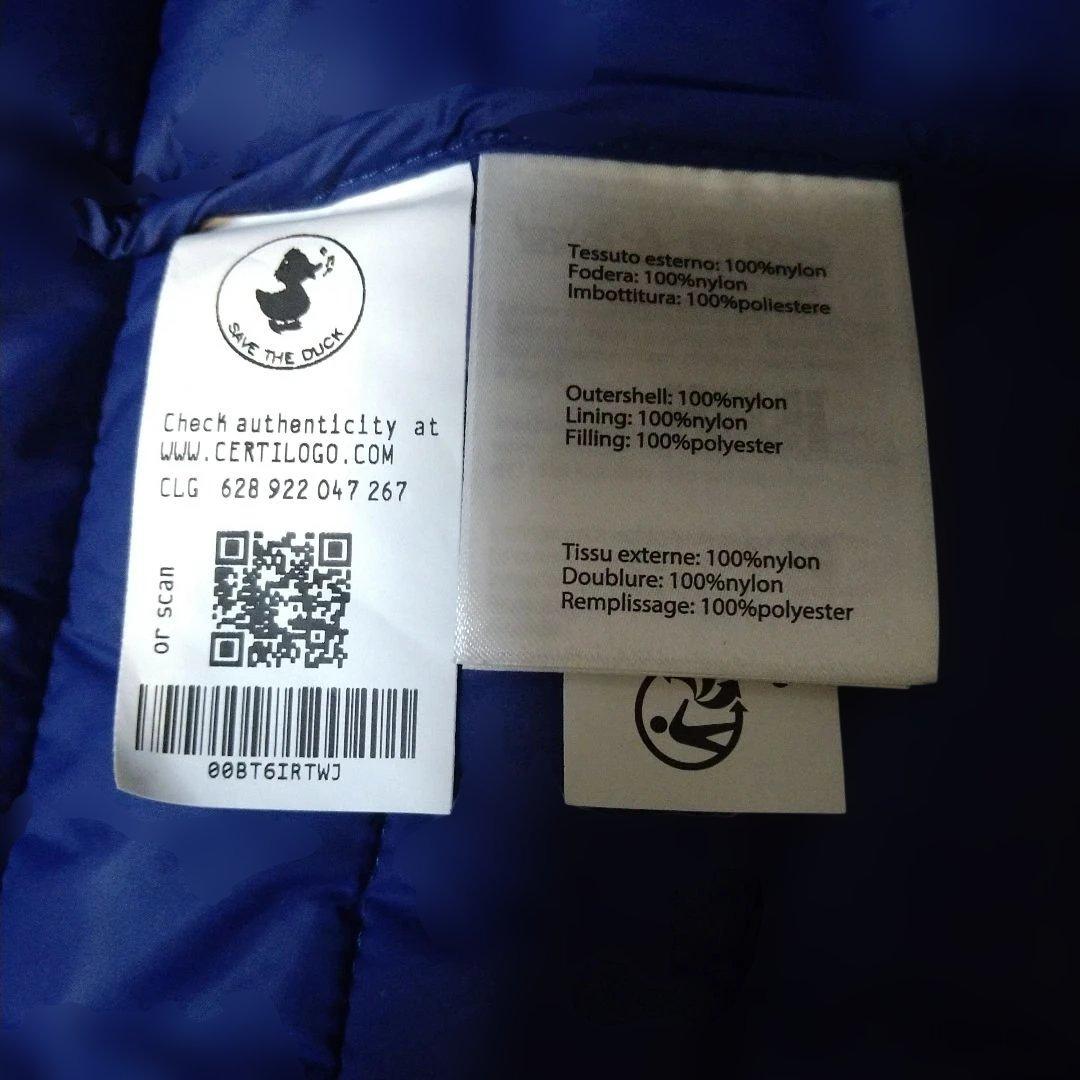 SAVE THE DUCK
Check authenticity at
WWW.CERTILOGO.COM
CLG 628 922 047 267
or scan
00BT6IRTWJ
Tessuto esterno: 100%nylon
Fodera: 100%nylon
Imbottitura: 100%poliestere
Outershell: 100%nylon
Lining: 100%nylon
Filling: 100%polyester
Tissu externe: 100%nylon
Doublure: 100%nylon
Remplissage: 100%polyester